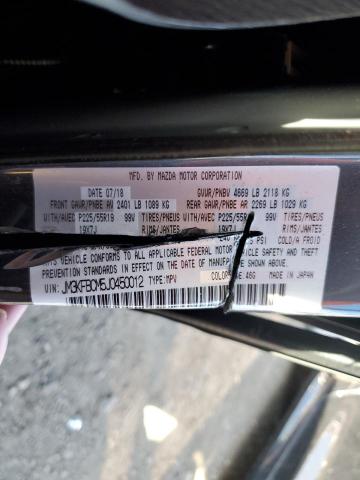 MFD. BY MAZDA MOTOR CORPORATION
DATE 07/18 GVWR/PNBV 4669 LB 2118 KG
FRONT GAWR/PNBE AV 2401 LB 1089 KG REAR GAWR/PNBE AR 2269 LB 1029 KG
WITH/AVEC P225/55R19 99V TIRES/PNEUS WITH/AVEC P225/55R 99V TIRES/PNEUS
19X7J RIMS/JANTES 19X7J RIMS/JANTES
PSI COLD/A FROID
THIS VEHICLE CONFORMS TO ALL APPLICABLE FEDERAL MOTOR VEHICLE SAFETY AND THEFT
PREVENTION STANDARDS IN EFFECT ON THE DATE OF MANUFACTURE SHOWN ABOVE.
JM3KFBCM5J0450012 TYPE:MPV COLOR 46G MADE IN JAPAN